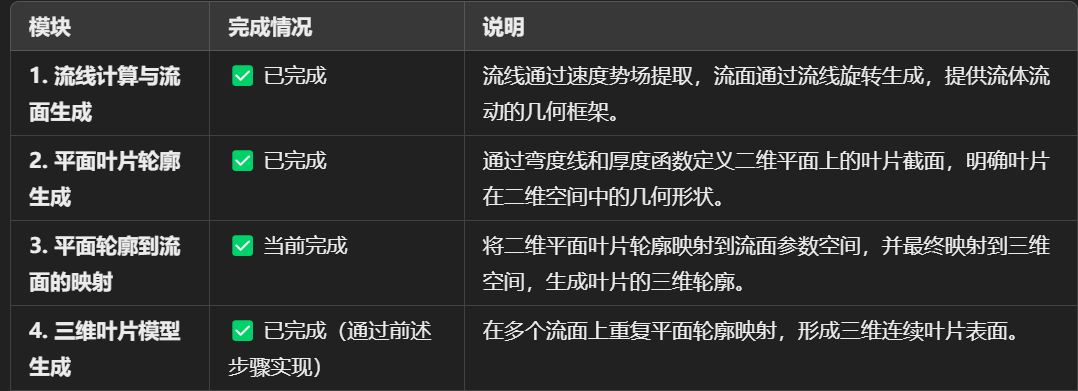 模块 完成情况 说明
1. 流线计算与流面生成 ✅ 已完成 流线通过速度势场提取，流面通过流线旋转生成，提供流体流动的几何框架。
2. 平面叶片轮廓生成 ✅ 已完成 通过弯度线和厚度函数定义二维平面上的叶片截面，明确叶片在二维空间中的几何形状。
3. 平面轮廓到流面的映射 ✅ 当前完成 将二维平面叶片轮廓映射到流面参数空间，并最终映射到三维空间，生成叶片的三维轮廓。
4. 三维叶片模型生成 ✅ 已完成（通过前述步骤实现） 在多个流面上重复平面轮廓映射，形成三维连续叶片表面。